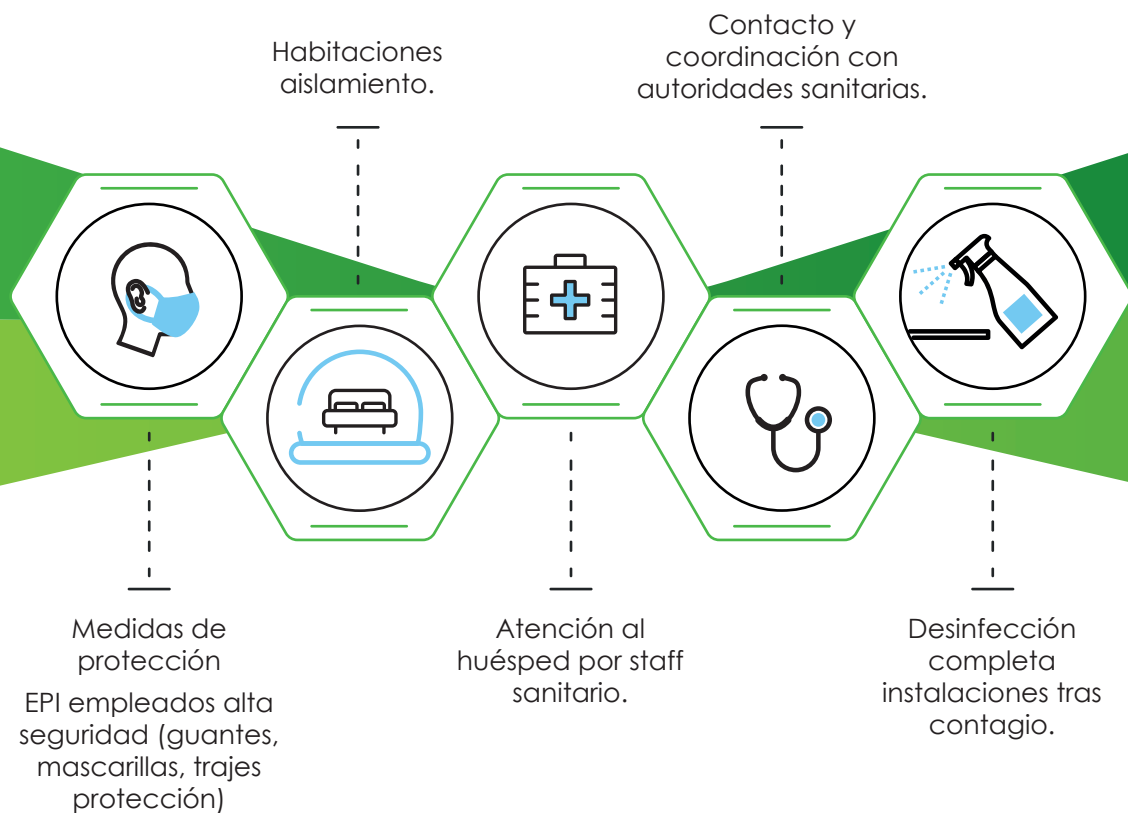 Habitaciones
aislamiento.
Contacto y
coordinación con
autoridades sanitarias.
Medidas de
protección
EPI empleados alta
seguridad (guantes,
mascarillas, trajes
protección)
Atención al
huésped por staff
sanitario.
Desinfección
completa
instalaciones tras
contagio.